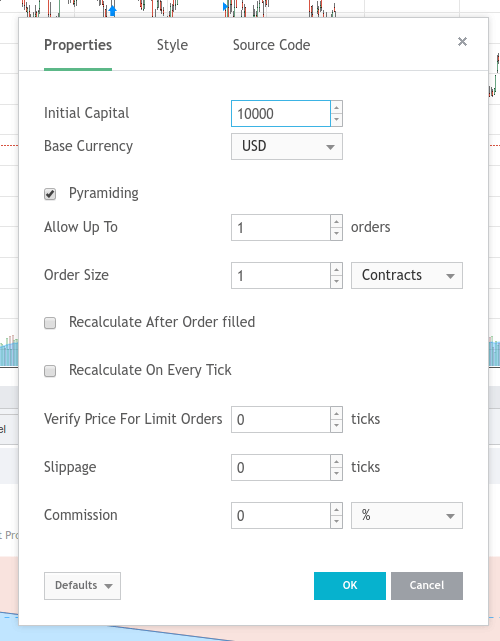 Properties Style Source Code ×
Initial Capital 10000
Base Currency USD
Pyramiding
Allow Up To 1 orders
Order Size 1 Contracts
Recalculate After Order filled
Recalculate On Every Tick
el
Verify Price For Limit Orders 0 ticks
Slippage 0 ticks
Commission 0 %
t Pro
Defaults OK Cancel